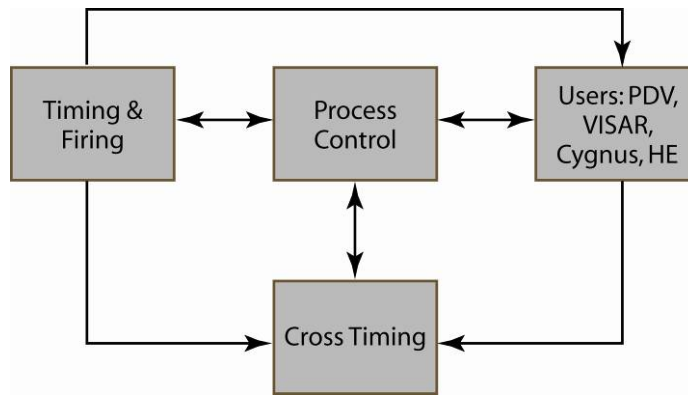 Timing &
Firing
Process
Control
Users: PDV,
VISAR,
Cygnus, HE
Cross Timing